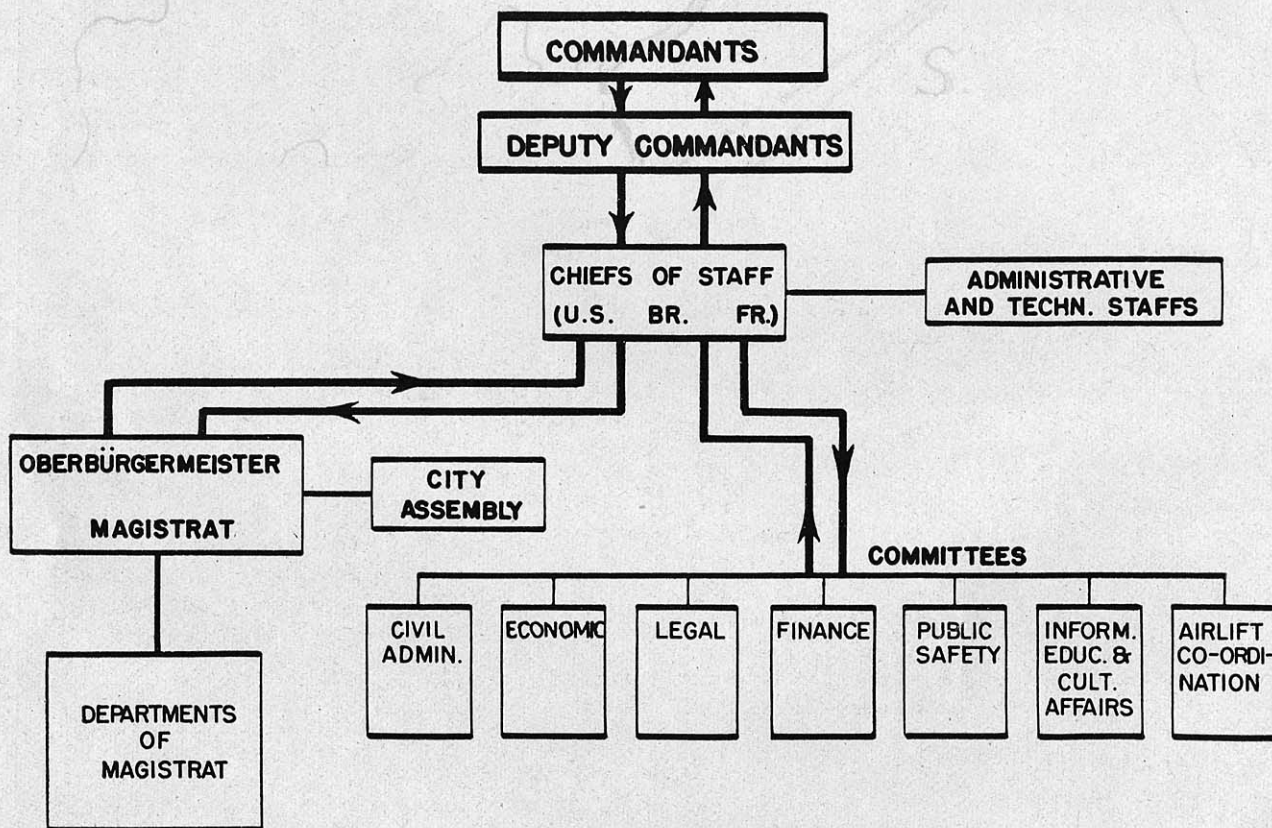 COMMANDANTS
DEPUTY COMMANDANTS
CHIEFS OF STAFF
(U.S. BR. FR.)
ADMINISTRATIVE
AND TECHN. STAFFS
OBERBÜRGERMEISTER
MAGISTRAT
CITY
ASSEMBLY
DEPARTMENTS
OF
MAGISTRAT
COMMITTEES
CIVIL
ADMIN.
ECONOMIC
LEGAL
FINANCE
PUBLIC
SAFETY
INFORM.
EDUC. &
CULT.
AFFAIRS
AIRLIFT
CO-ORDI-
NATION